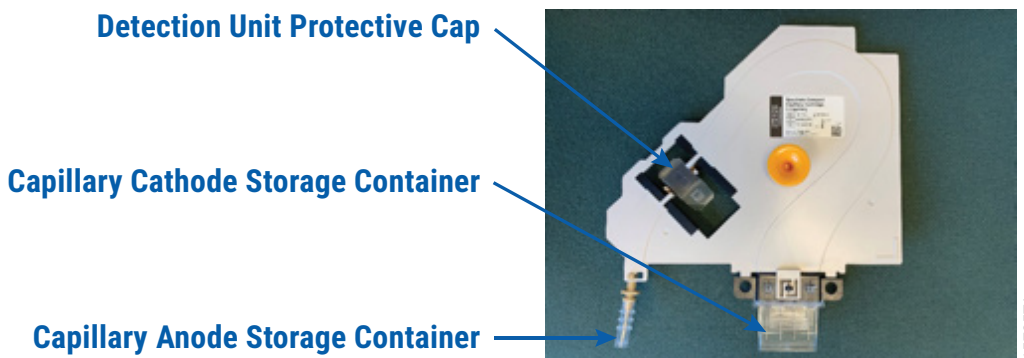 Detection Unit Protective Cap
Capillary Cathode Storage Container
Capillary Anode Storage Container